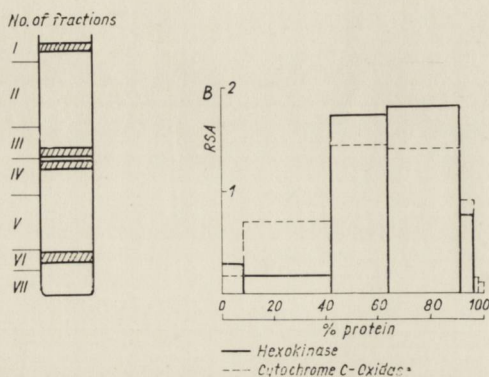 No. of fractions
I
II
III
IV
V
VI
VII
B
2
1
RSA
0 20 40 60 80 100
% protein
Hexokinase
Cytochrome C-Oxidase